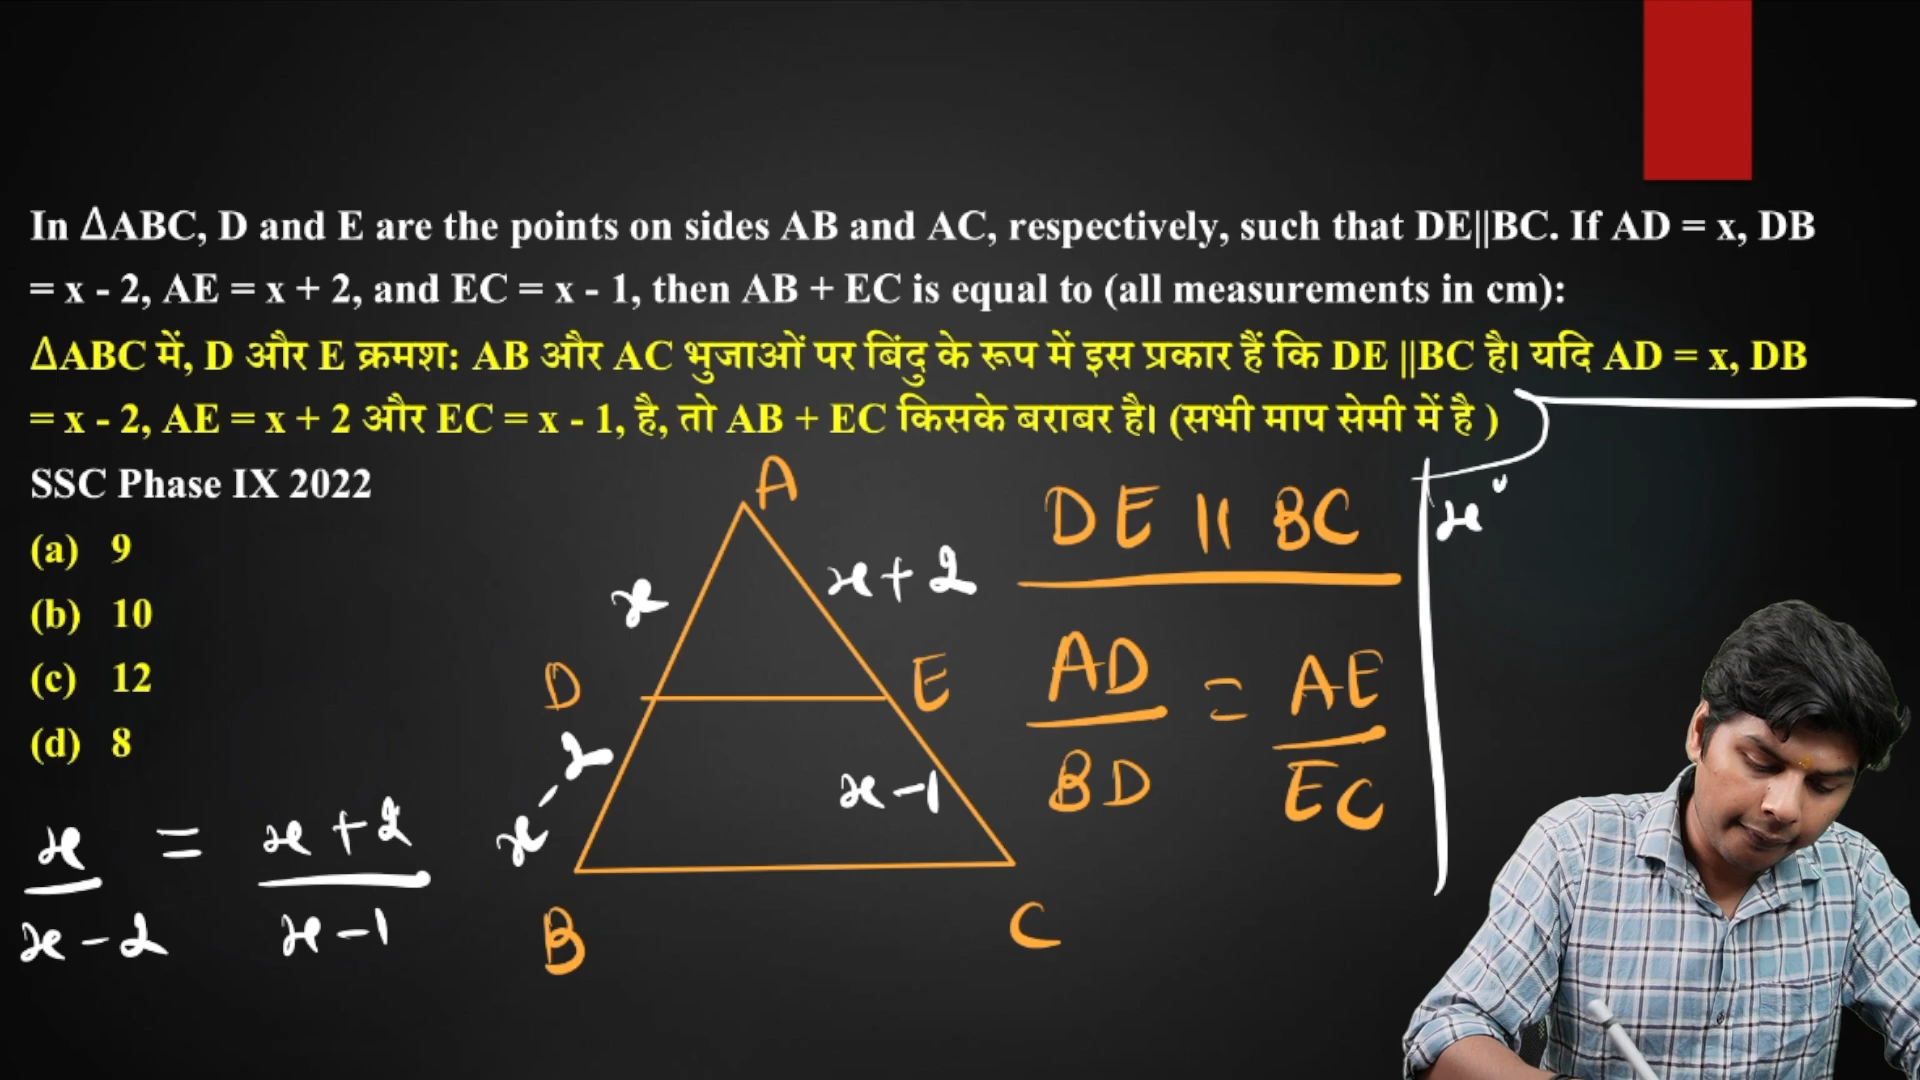 In ΔABC, D and E are the points on sides AB and AC, respectively, such that DE||BC. If AD = x, DB
= x - 2, AE = x + 2, and EC = x - 1, then AB + EC is equal to (all measurements in cm):
ΔABC में, D और E क्रमश: AB और AC भुजाओं पर बिंदु के रूप में इस प्रकार हैं कि DE ||BC है। यदि AD = x, DB
= x - 2, AE = x + 2 और EC = x - 1, है, तो AB + EC किसके बराबर है। (सभी माप सेमी में है )
SSC Phase IX 2022
(a) 9
(b) 10
(c) 12
(d) 8
A
x
x+2
D
E
x-2
x-1
B
C
DE || BC
AD/BD = AE/EC
x/x-2 = x+2/x-1
x